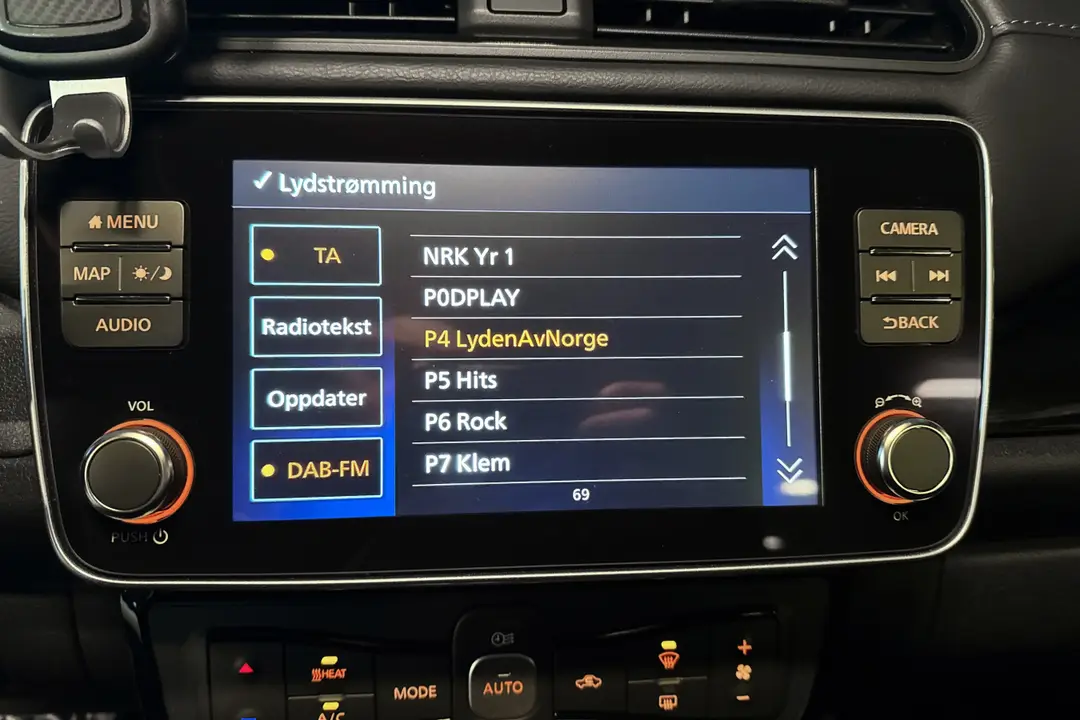 ✓ Lydstrømming
MENU
MAP
AUDIO
VOL
PUSH
TA
Radiotekst
Oppdater
DAB-FM
NRK Yr 1
P0DPLAY
P4 LydenAvNorge
P5 Hits
P6 Rock
P7 Klem
69
CAMERA
BACK
OK
HEAT
A/C
MODE
AUTO
+
−